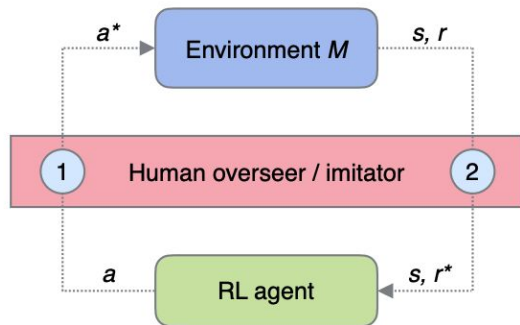 a*
Environment M
s, r
1
Human overseer / imitator
2
a
RL agent
s, r*